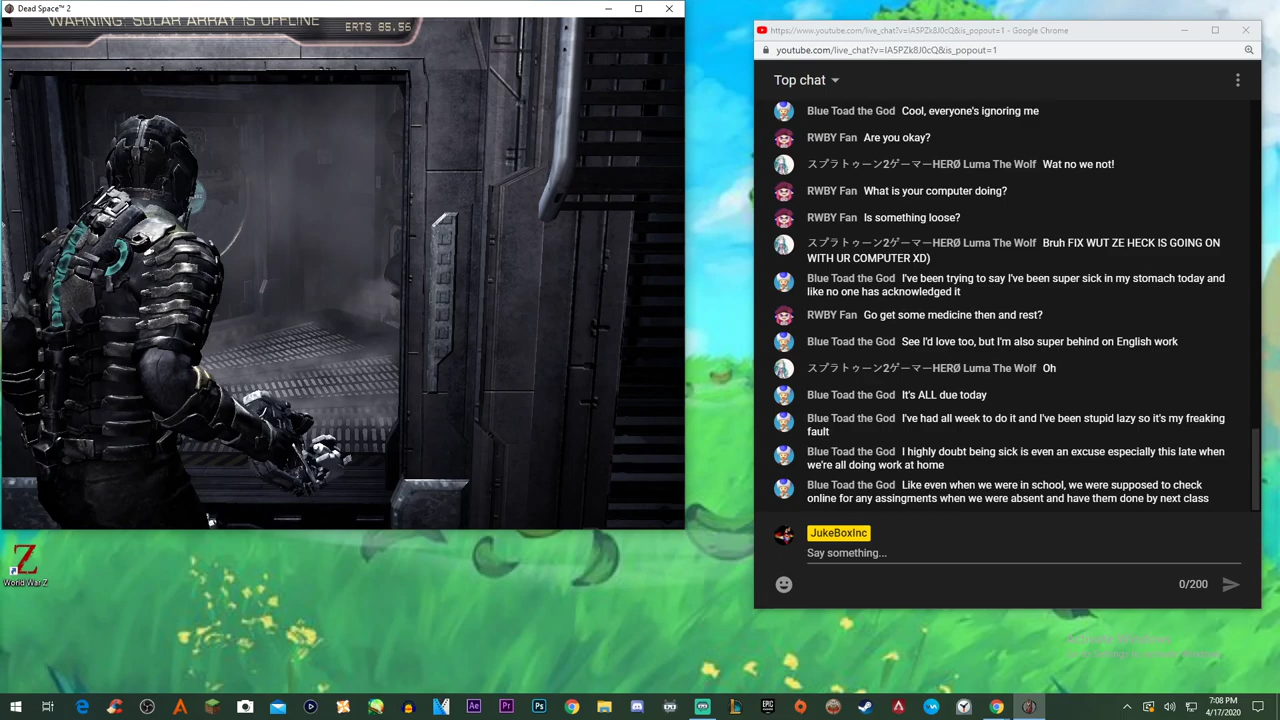 Dead Space™ 2
WARNING: SOLAR ARRAY IS OFFLINE
ERTS 85.56
World War Z
https://www.youtube.com/live_chat?v=IA5PZk8J0cQ&is_popout=1 - Google Chrome
youtube.com/live_chat?v=IA5PZk8J0cQ&is_popout=1
Top chat
Blue Toad the God Cool, everyone's ignoring me
RWBY Fan Are you okay?
スプラトゥーン2ゲーマーHERØ Luma The Wolf Wat no we not!
RWBY Fan What is your computer doing?
RWBY Fan Is something loose?
スプラトゥーン2ゲーマーHERØ Luma The Wolf Bruh FIX WUT ZE HECK IS GOING ON
WITH UR COMPUTER XD)
Blue Toad the God I've been trying to say I've been super sick in my stomach today and
like no one has acknowledged it
RWBY Fan Go get some medicine then and rest?
Blue Toad the God See I'd love too, but I'm also super behind on English work
スプラトゥーン2ゲーマーHERØ Luma The Wolf Oh
Blue Toad the God It's ALL due today
Blue Toad the God I've had all week to do it and I've been stupid lazy so it's my freaking
fault
Blue Toad the God I highly doubt being sick is even an excuse especially this late when
we're all doing work at home
Blue Toad the God Like even when we were in school, we were supposed to check
online for any assingments when we were absent and have them done by next class
JukeBoxInc
Say something...
0/200
7:08 PM
4/17/2020